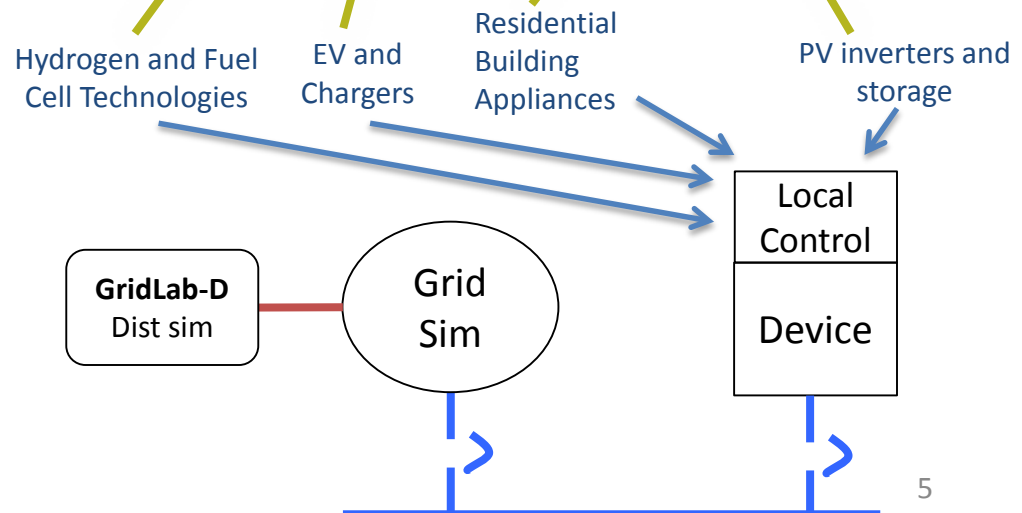 Hydrogen and Fuel
Cell Technologies
EV and
Chargers
Residential
Building
Appliances
PV inverters and
storage
Local
Control
Device
GridLab-D
Dist sim
Grid
Sim
5